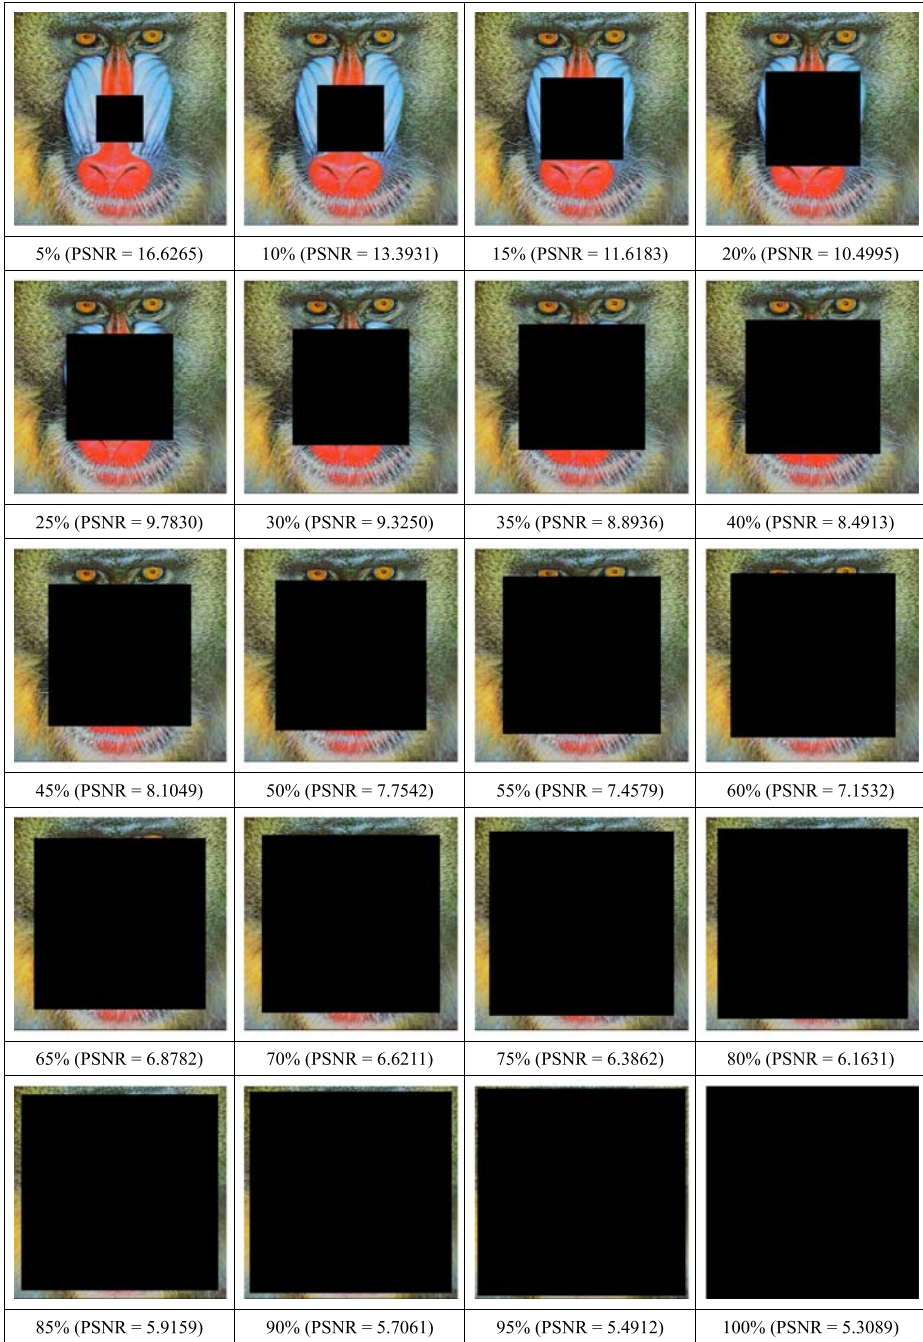 5% (PSNR = 16.6265)
10% (PSNR = 13.3931)
15% (PSNR = 11.6183)
20% (PSNR = 10.4995)
25% (PSNR = 9.7830)
30% (PSNR = 9.3250)
35% (PSNR = 8.8936)
40% (PSNR = 8.4913)
45% (PSNR = 8.1049)
50% (PSNR = 7.7542)
55% (PSNR = 7.4579)
60% (PSNR = 7.1532)
65% (PSNR = 6.8782)
70% (PSNR = 6.6211)
75% (PSNR = 6.3862)
80% (PSNR = 6.1631)
85% (PSNR = 5.9159)
90% (PSNR = 5.7061)
95% (PSNR = 5.4912)
100% (PSNR = 5.3089)